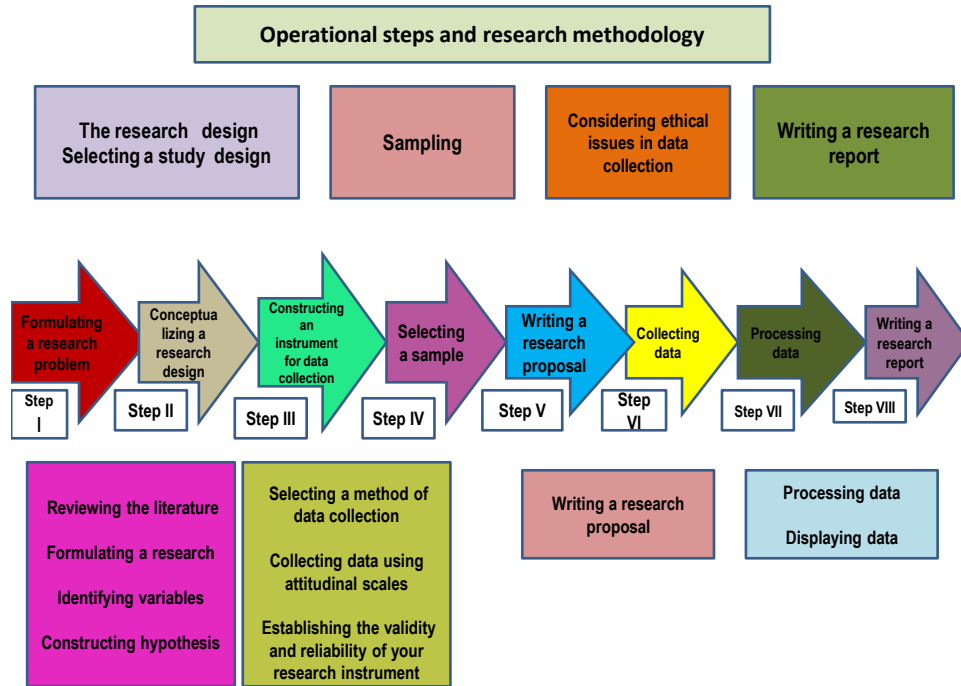 Operational steps and research methodology
The research design
Selecting a study design
Sampling
Considering ethical
issues in data
collection
Writing a research
report
Formulating
a research
problem
Conceptua
lizing a
research
design
Constructing
an
instrument
for data
collection
Selecting
a sample
Writing a
research
proposal
Collecting
data
Processing
data
Writing a
research
report
Step
I
Step II
Step III
Step IV
Step V
Step
VI
Step VII
Step VIII
Reviewing the literature
Formulating a research
Identifying variables
Constructing hypothesis
Selecting a method of
data collection
Collecting data using
attitudinal scales
Establishing the validity
and reliability of your
research instrument
Writing a research
proposal
Processing data
Displaying data